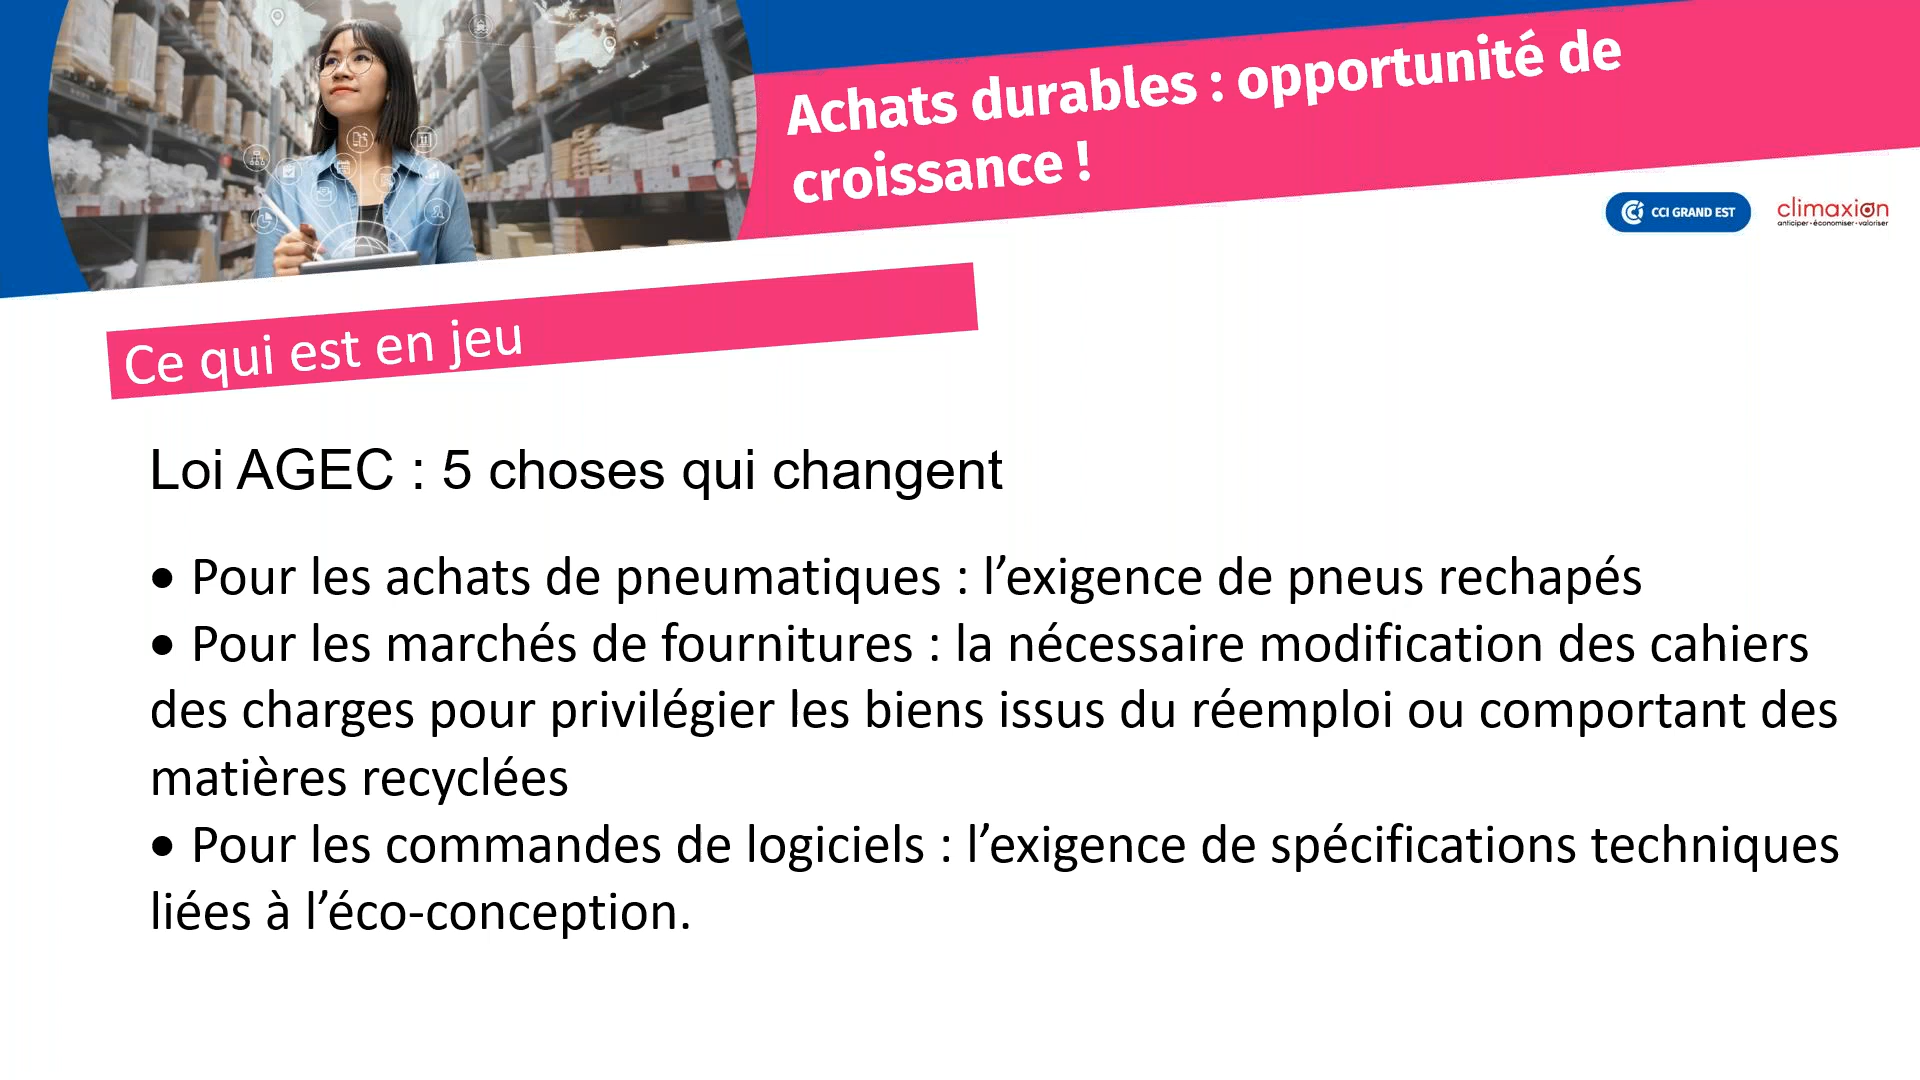 Achats durables : opportunité de
croissance !
CCI GRAND EST
climaxion
anticiper • économiser • valoriser
Ce qui est en jeu
Loi AGEC : 5 choses qui changent
• Pour les achats de pneumatiques : l’exigence de pneus rechapés
• Pour les marchés de fournitures : la nécessaire modification des cahiers
des charges pour privilégier les biens issus du réemploi ou comportant des
matières recyclées
• Pour les commandes de logiciels : l’exigence de spécifications techniques
liées à l’éco-conception.